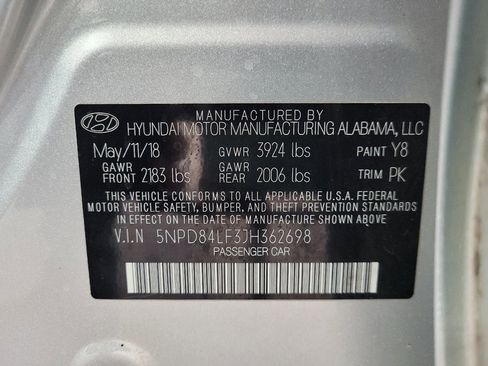 MANUFACTURED BY
HYUNDAI MOTOR MANUFACTURING ALABAMA, LLC
May/11/18 GVWR 3924 lbs PAINT Y8
GAWR FRONT 2183 lbs GAWR REAR 2006 lbs TRIM PK
THIS VEHICLE CONFORMS TO ALL APPLICABLE U.S.A. FEDERAL
MOTOR VEHICLE SAFETY, BUMPER, AND THEFT PREVENTION STANDARDS
IN EFFECT ON THE DATE OF MANUFACTURE SHOWN ABOVE
V.I.N 5NPD84LF3JH362698
PASSENGER CAR